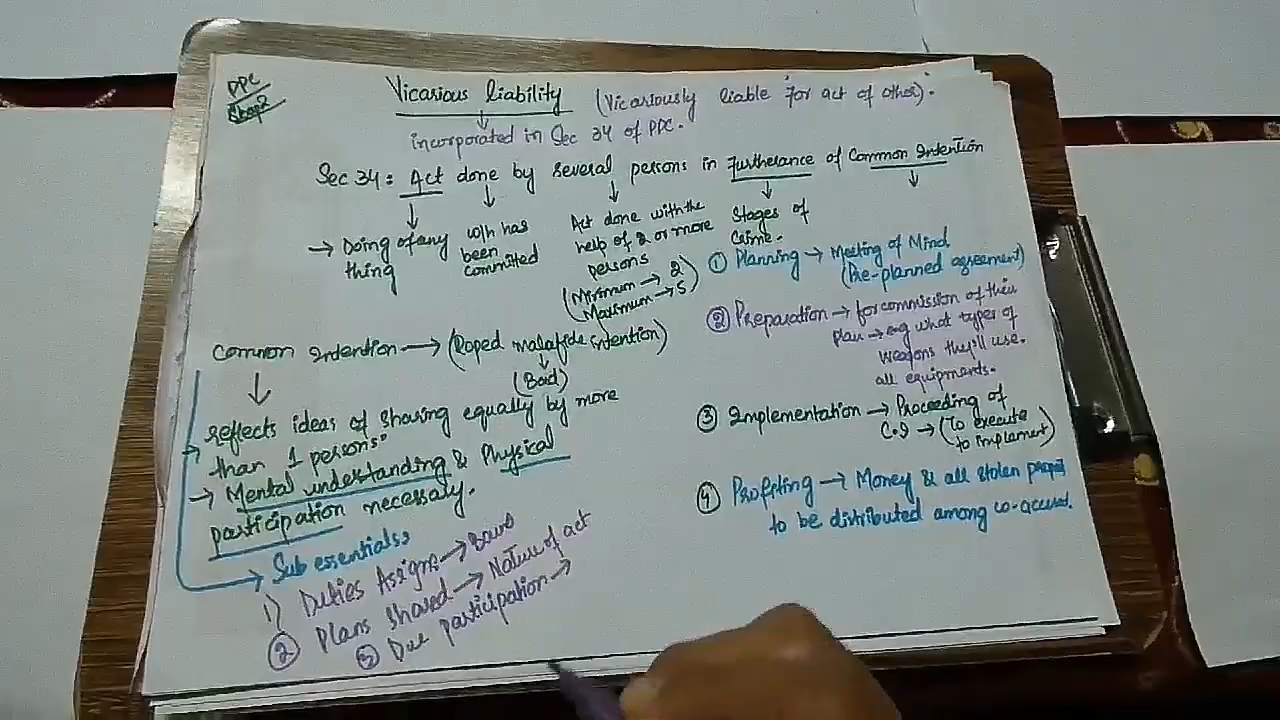 PPC
Vicarious liability (Vicariously liable for act of other).
incorporated in Sec 34 of PPC.
Sec 34: Act done by several persons in furtherance of Common Intention
→ Doing of any thing
w/h has been committed
Act done with the help of 2 or more persons
(Minimum → 2
Maximum → 5)
Stages of Crime.
① Planning → Meeting of Mind
(Pre-planned agreement)
② Preparation → for commission of their
plan → eg what types of
weapons they'll use.
all equipments.
③ Implementation → Proceeding of
C.I → (To execute
to implement)
④ Profiting → Money & all stolen
to be distributed among co-accused.
Common Intention → (Roped malafide intention)
(Bad)
reflects ideas of sharing equally by more
than 1 persons"
→ Mental understanding & Physical
participation necessary.
Sub essentials:
1) Duties Assigns →
② Plans Shared → Nature of act
③ Due participation →